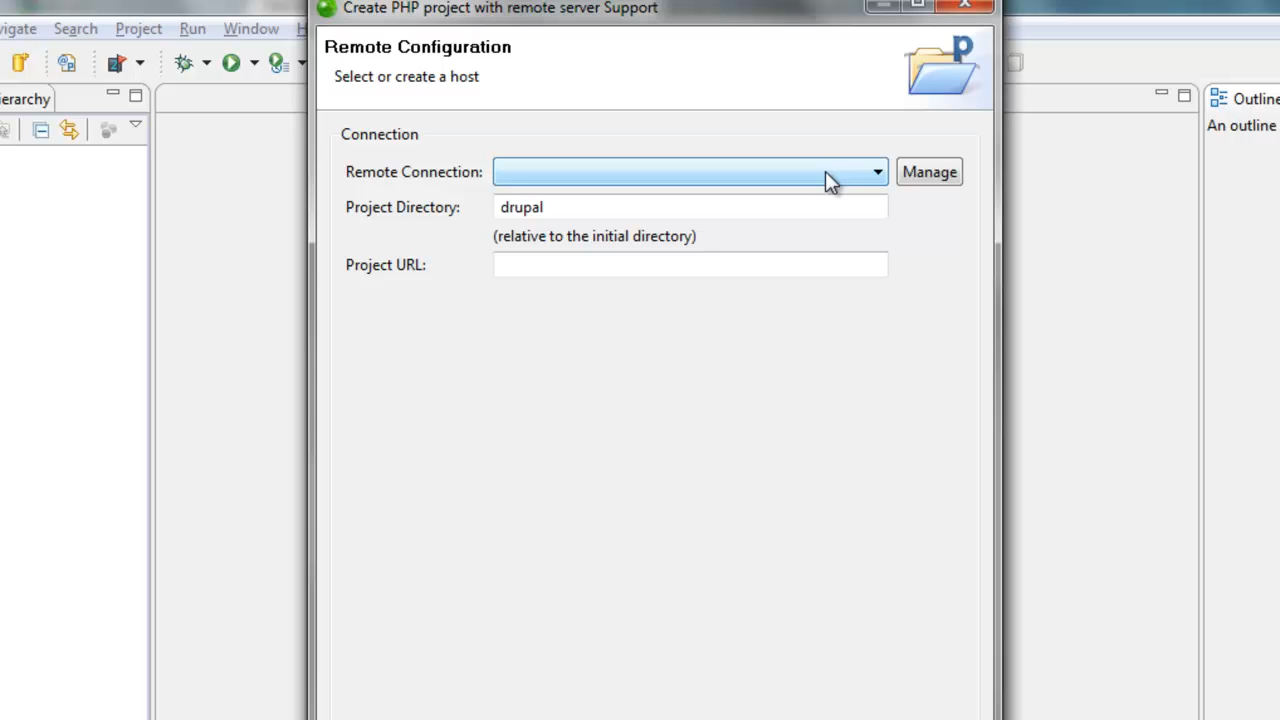 Create PHP project with remote server Support
vigate Search Project Run Window H
Remote Configuration
Select or create a host
ierarchy
Outline
An outline
Connection
Remote Connection: Manage
Project Directory: drupal
(relative to the initial directory)
Project URL: